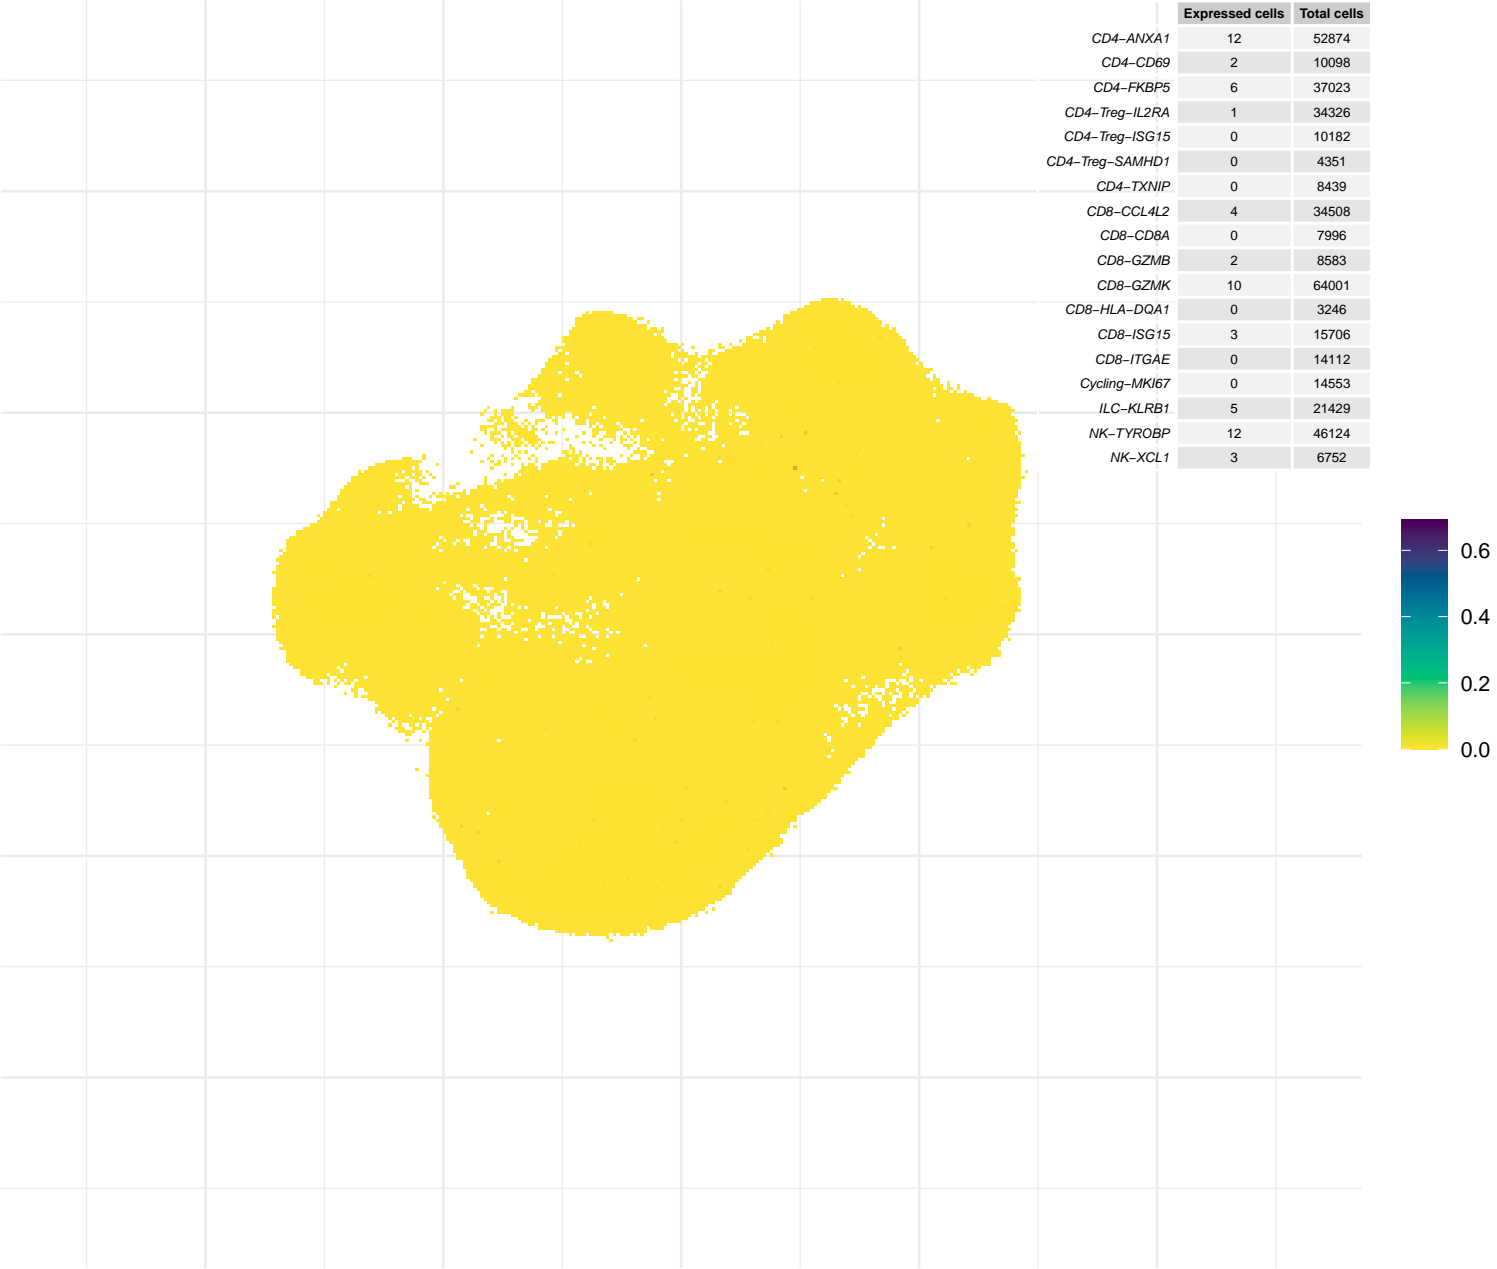 Expressed cells Total cells
CD4−ANXA1 12 52874
CD4−CD69 2 10098
CD4−FKBP5 6 37023
CD4−Treg−IL2RA 1 34326
CD4−Treg−ISG15 0 10182
CD4−Treg−SAMHD1 0 4351
CD4−TXNIP 0 8439
CD8−CCL4L2 4 34508
CD8−CD8A 0 7996
CD8−GZMB 2 8583
CD8−GZMK 10 64001
CD8−HLA−DQA1 0 3246
CD8−ISG15 3 15706
CD8−ITGAE 0 14112
Cycling−MKI67 0 14553
ILC−KLRB1 5 21429
NK−TYROBP 12 46124
NK−XCL1 3 6752
0.6
0.4
0.2
0.0